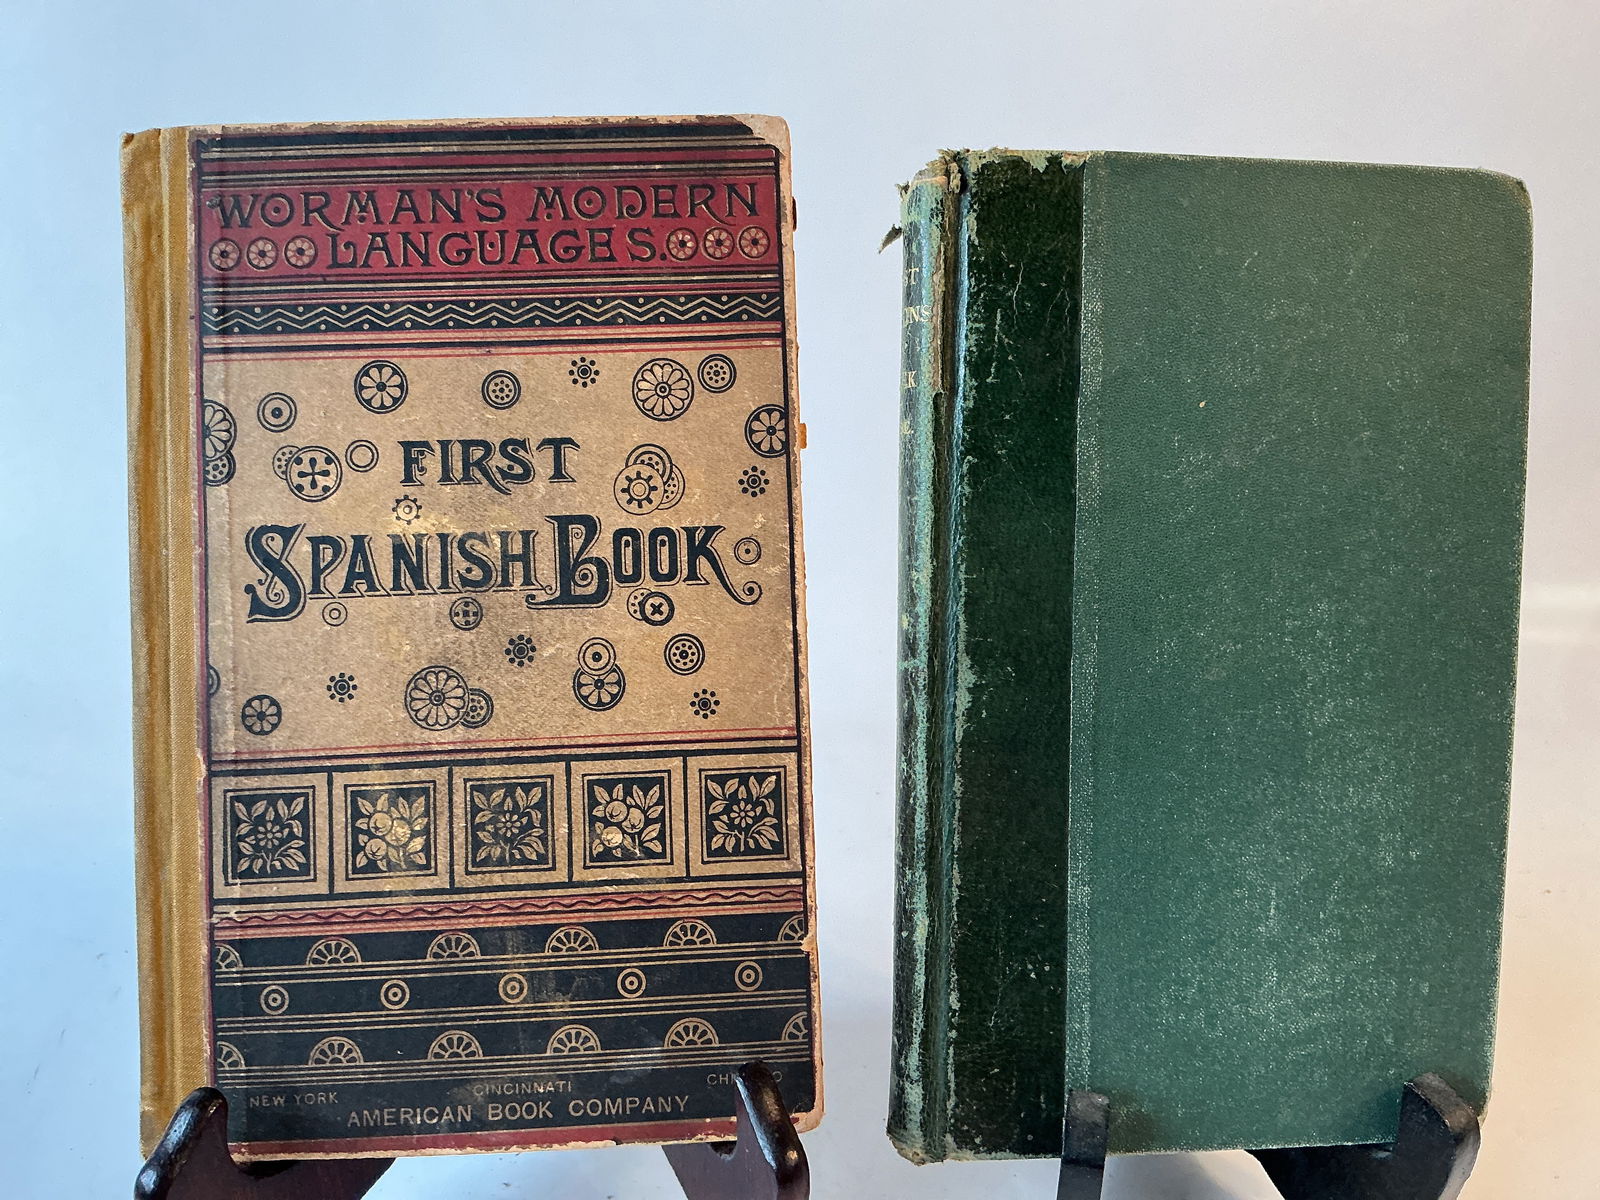 WORMAN'S MODERN
LANGUAGES.
FIRST
SPANISH BOOK
NEW YORK CINCINNATI
AMERICAN BOOK COMPANY